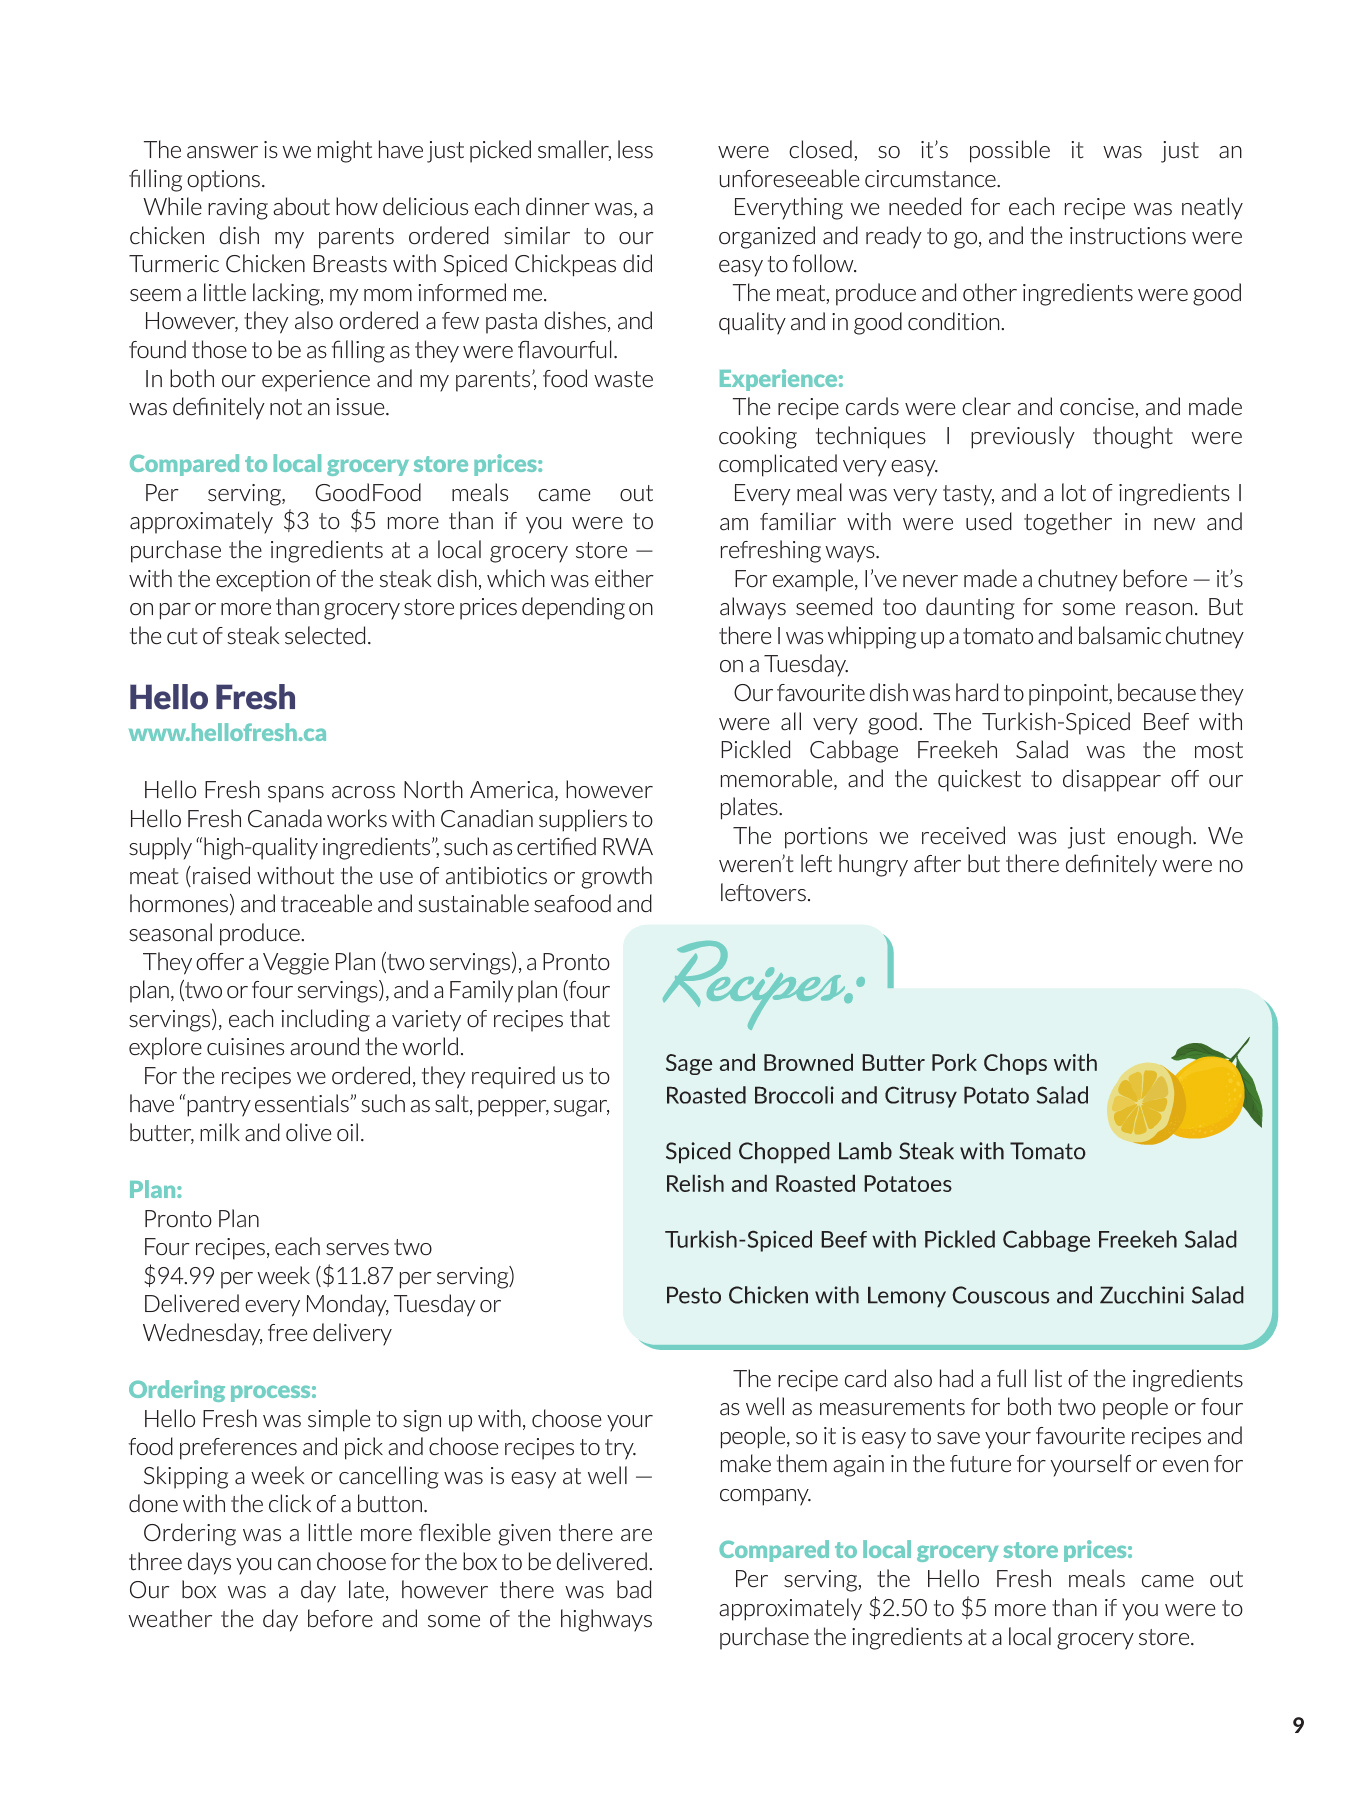 The answer is we might have just picked smaller, less
filling options.
While raving about how delicious each dinner was, a
chicken dish my parents ordered similar to our
Turmeric Chicken Breasts with Spiced Chickpeas did
seem a little lacking, my mom informed me.
However, they also ordered a few pasta dishes, and
found those to be as filling as they were flavourful.
In both our experience and my parents’, food waste
was definitely not an issue.
Compared to local grocery store prices:
Per serving, GoodFood meals came out
approximately $3 to $5 more than if you were to
purchase the ingredients at a local grocery store —
with the exception of the steak dish, which was either
on par or more than grocery store prices depending on
the cut of steak selected.
Hello Fresh
www.hellofresh.ca
Hello Fresh spans across North America, however
Hello Fresh Canada works with Canadian suppliers to
supply “high-quality ingredients”, such as certified RWA
meat (raised without the use of antibiotics or growth
hormones) and traceable and sustainable seafood and
seasonal produce.
They offer a Veggie Plan (two servings), a Pronto
plan, (two or four servings), and a Family plan (four
servings), each including a variety of recipes that
explore cuisines around the world.
For the recipes we ordered, they required us to
have “pantry essentials” such as salt, pepper, sugar,
butter, milk and olive oil.
Plan:
Pronto Plan
Four recipes, each serves two
$94.99 per week ($11.87 per serving)
Delivered every Monday, Tuesday or
Wednesday, free delivery
Ordering process:
Hello Fresh was simple to sign up with, choose your
food preferences and pick and choose recipes to try.
Skipping a week or cancelling was is easy at well —
done with the click of a button.
Ordering was a little more flexible given there are
three days you can choose for the box to be delivered.
Our box was a day late, however there was bad
weather the day before and some of the highways
were closed, so it’s possible it was just an
unforeseeable circumstance.
Everything we needed for each recipe was neatly
organized and ready to go, and the instructions were
easy to follow.
The meat, produce and other ingredients were good
quality and in good condition.
Experience:
The recipe cards were clear and concise, and made
cooking techniques I previously thought were
complicated very easy.
Every meal was very tasty, and a lot of ingredients I
am familiar with were used together in new and
refreshing ways.
For example, I’ve never made a chutney before — it’s
always seemed too daunting for some reason. But
there I was whipping up a tomato and balsamic chutney
on a Tuesday.
Our favourite dish was hard to pinpoint, because they
were all very good. The Turkish-Spiced Beef with
Pickled Cabbage Freekeh Salad was the most
memorable, and the quickest to disappear off our
plates.
The portions we received was just enough. We
weren’t left hungry after but there definitely were no
leftovers.
Recipes:
Sage and Browned Butter Pork Chops with
Roasted Broccoli and Citrusy Potato Salad
Spiced Chopped Lamb Steak with Tomato
Relish and Roasted Potatoes
Turkish-Spiced Beef with Pickled Cabbage Freekeh Salad
Pesto Chicken with Lemony Couscous and Zucchini Salad
The recipe card also had a full list of the ingredients
as well as measurements for both two people or four
people, so it is easy to save your favourite recipes and
make them again in the future for yourself or even for
company.
Compared to local grocery store prices:
Per serving, the Hello Fresh meals came out
approximately $2.50 to $5 more than if you were to
purchase the ingredients at a local grocery store.
9